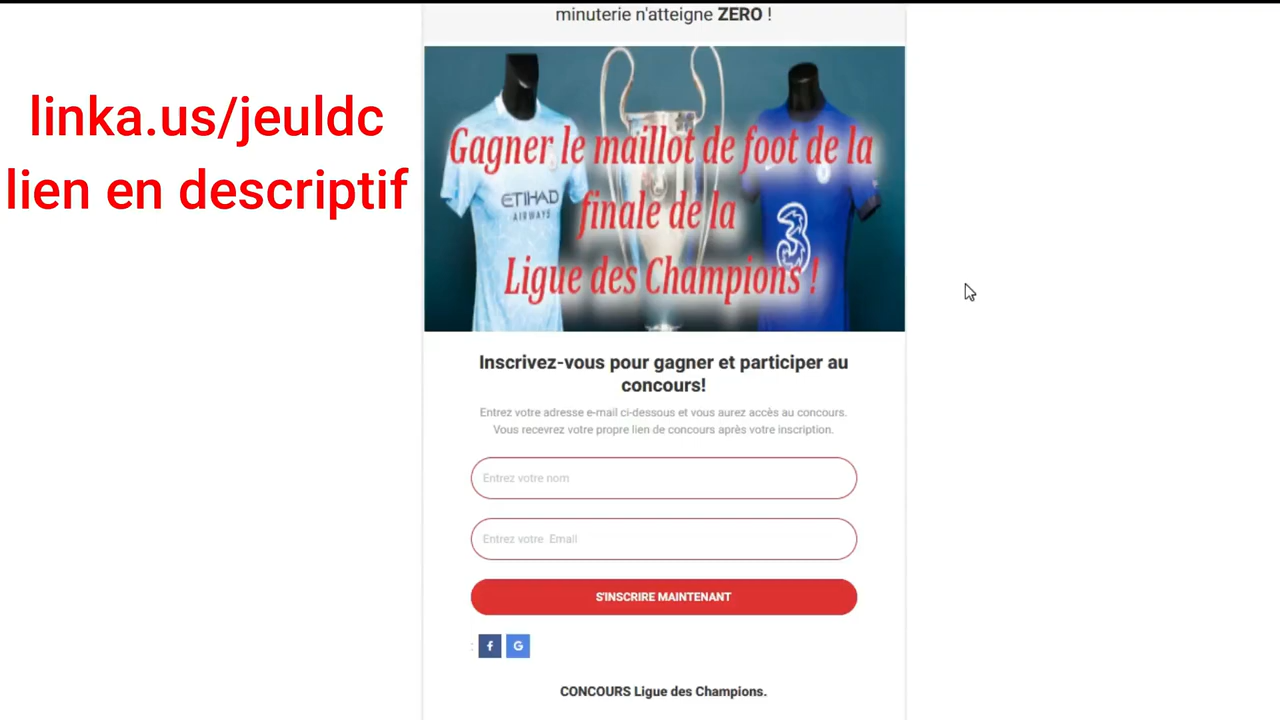 minuterie n'atteigne ZERO !
linka.us/jeuldc
lien en descriptif
Gagner le maillot de foot de la
finale de la
Ligue des Champions !
ETIHAD
AIRWAYS
3
Inscrivez-vous pour gagner et participer au
concours!
Entrez votre adresse e-mail ci-dessous et vous aurez accès au concours.
Vous recevrez votre propre lien de concours après votre inscription.
Entrez votre nom
Entrez votre Email
S'INSCRIRE MAINTENANT
: f G
CONCOURS Ligue des Champions.